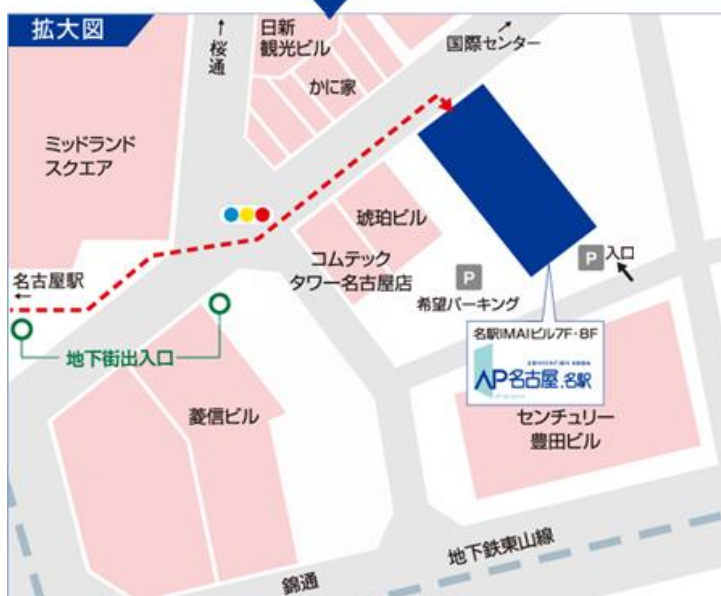 拡大図
↑
桜
通
日新
観光ビル
かに家
国際センター
ミッドランド
スクエア
琥珀ビル
コムテック
タワー名古屋店
P
入口
P
希望パーキング
名古屋駅
←
地下街出入口
名駅IMAIビル7F・8F
AP名古屋.名駅
菱信ビル
センチュリー
豊田ビル
地下鉄東山線
錦通